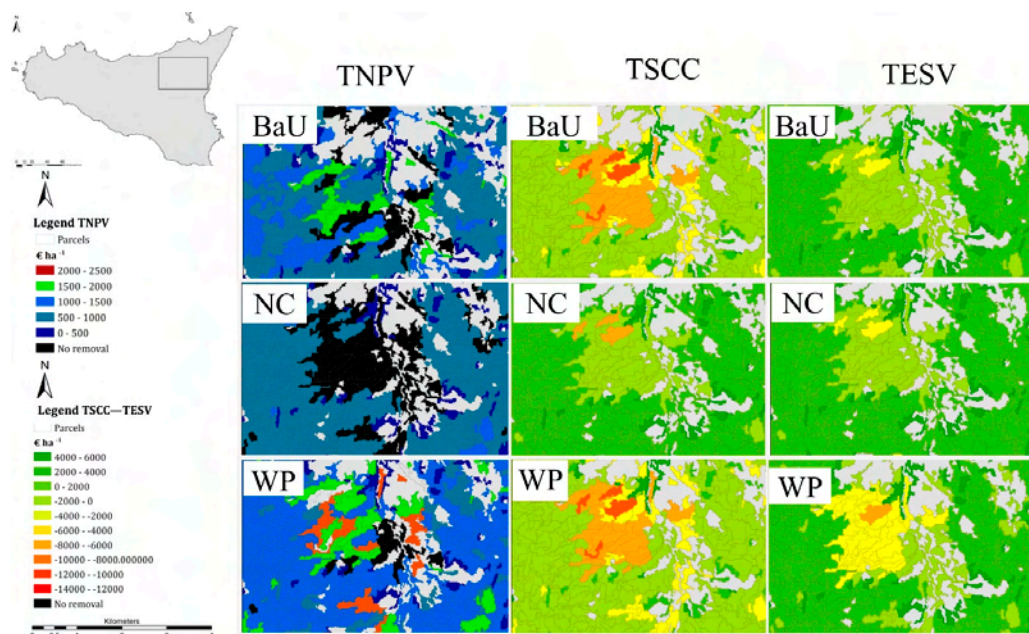 N
N
Legend TNPV
Parcels
€ ha -1
2000 - 2500
1500 - 2000
1000 - 1500
500 - 1000
0 - 500
No removal
N
Legend TSCC—TESV
Parcels
€ ha -1
4000 - 6000
2000 - 4000
0 - 2000
-2000 - 0
-4000 - -2000
-6000 - -4000
-8000 - -6000
-10000 - -8000.000000
-12000 - -10000
-14000 - -12000
No removal
Kilometers
TNPV TSCC TESV
BaU BaU BaU
NC NC NC
WP WP WP